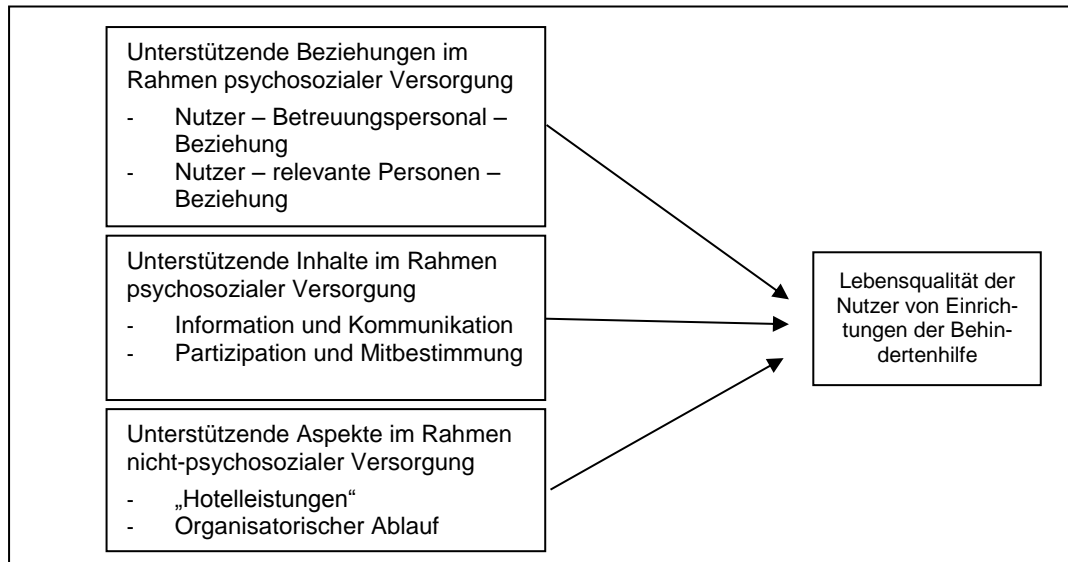 Unterstützende Beziehungen im
Rahmen psychosozialer Versorgung
- Nutzer – Betreuungspersonal –
Beziehung
- Nutzer – relevante Personen –
Beziehung
Unterstützende Inhalte im Rahmen
psychosozialer Versorgung
- Information und Kommunikation
- Partizipation und Mitbestimmung
Unterstützende Aspekte im Rahmen
nicht-psychosozialer Versorgung
- „Hotelleistungen“
- Organisatorischer Ablauf
Lebensqualität der
Nutzer von Einrich-
tungen der Behin-
dertenhilfe